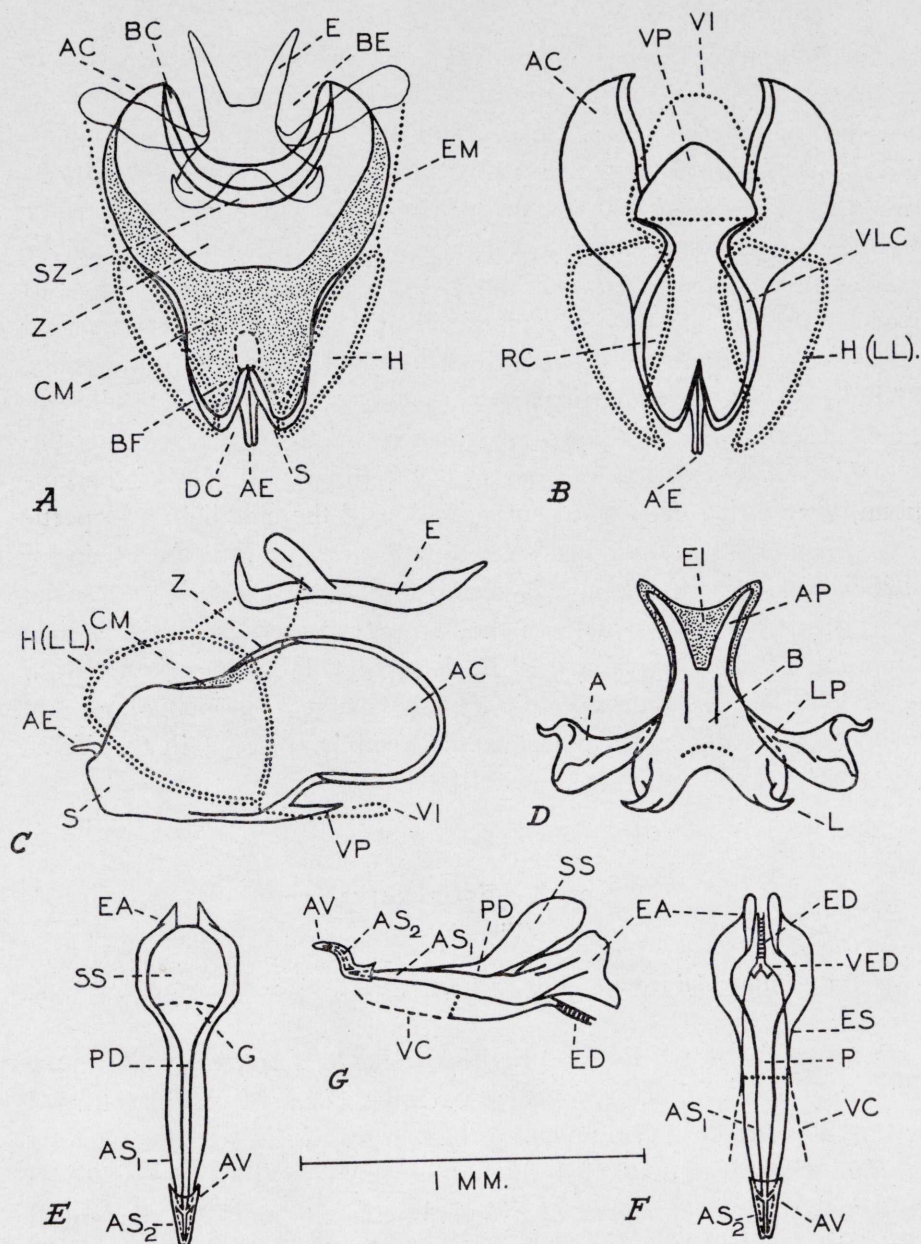 AC
BC
E
BE
EM
SZ
Z
CM
BF
DC
AE
S
H
A
AC
VP
VI
VLC
RC
H (LL).
AE
B
E
Z
CM
H(LL).
AC
AE
S
VI
VP
C
EI
AP
B
A
LP
L
D
EA
SS
G
PD
AS1
AV
AS2
E
AV
AS2
AS1
PD
SS
EA
VC
ED
G
1 MM.
ED
VED
ES
P
AS1
VC
AS2
AV
F